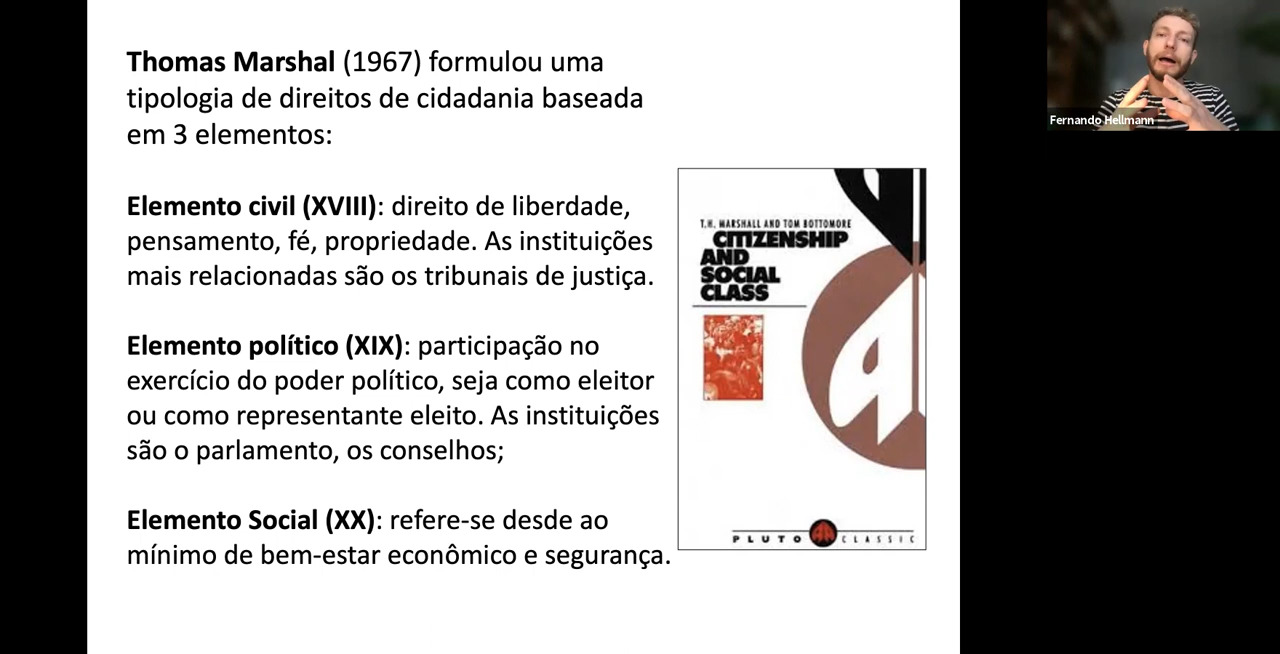 Thomas Marshal (1967) formulou uma
tipologia de direitos de cidadania baseada
em 3 elementos:
Elemento civil (XVIII): direito de liberdade,
pensamento, fé, propriedade. As instituições
mais relacionadas são os tribunais de justiça.
Elemento político (XIX): participação no
exercício do poder político, seja como eleitor
ou como representante eleito. As instituições
são o parlamento, os conselhos;
Elemento Social (XX): refere-se desde ao
mínimo de bem-estar econômico e segurança.
T.H. MARSHALL AND TOM BOTTOMORE
CITIZENSHIP
AND
SOCIAL
CLASS
PLUTO CLASSIC
Fernando Hellmann